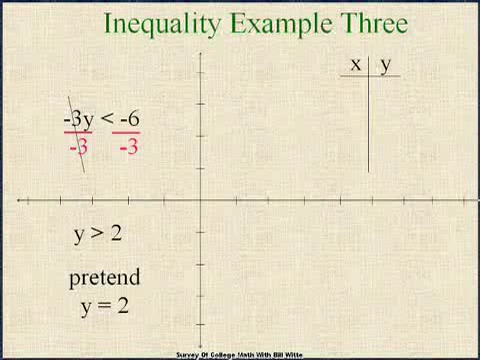 Inequality Example Three
x y
-3y < -6
-3 -3
y > 2
pretend
y = 2
Survey Of College Math With Bill Witte